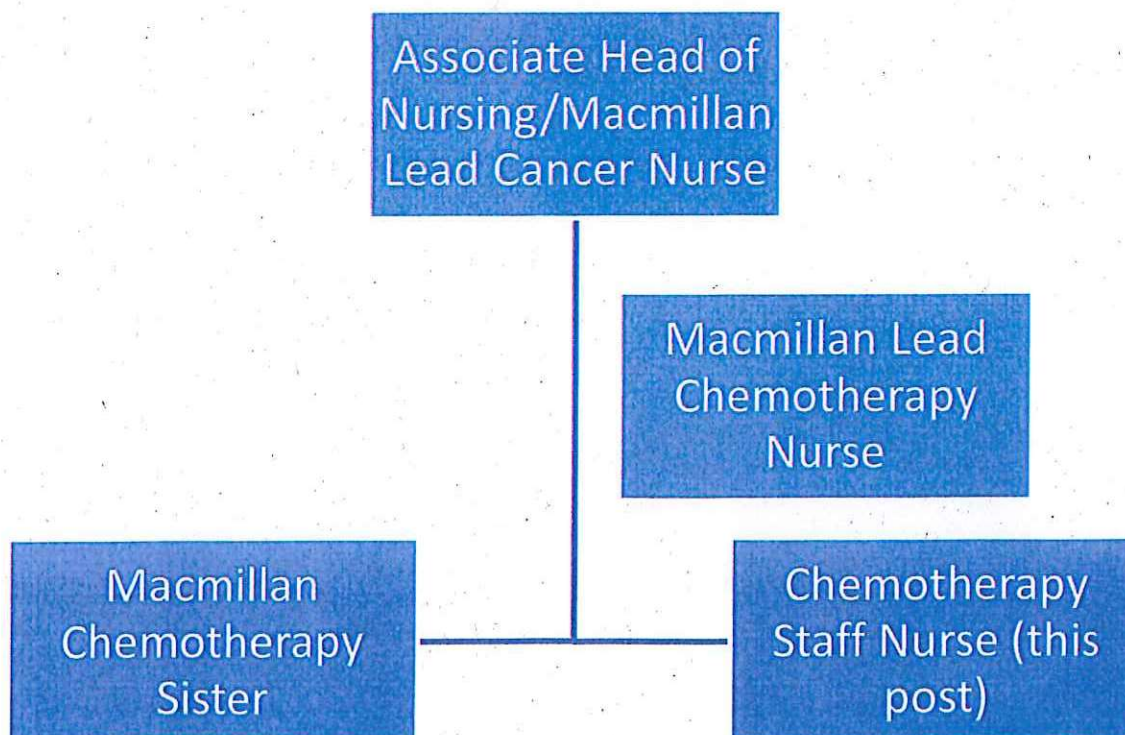 Associate Head of
Nursing/Macmillan
Lead Cancer Nurse
Macmillan Lead
Chemotherapy
Nurse
Macmillan
Chemotherapy
Sister
Chemotherapy
Staff Nurse (this
post)